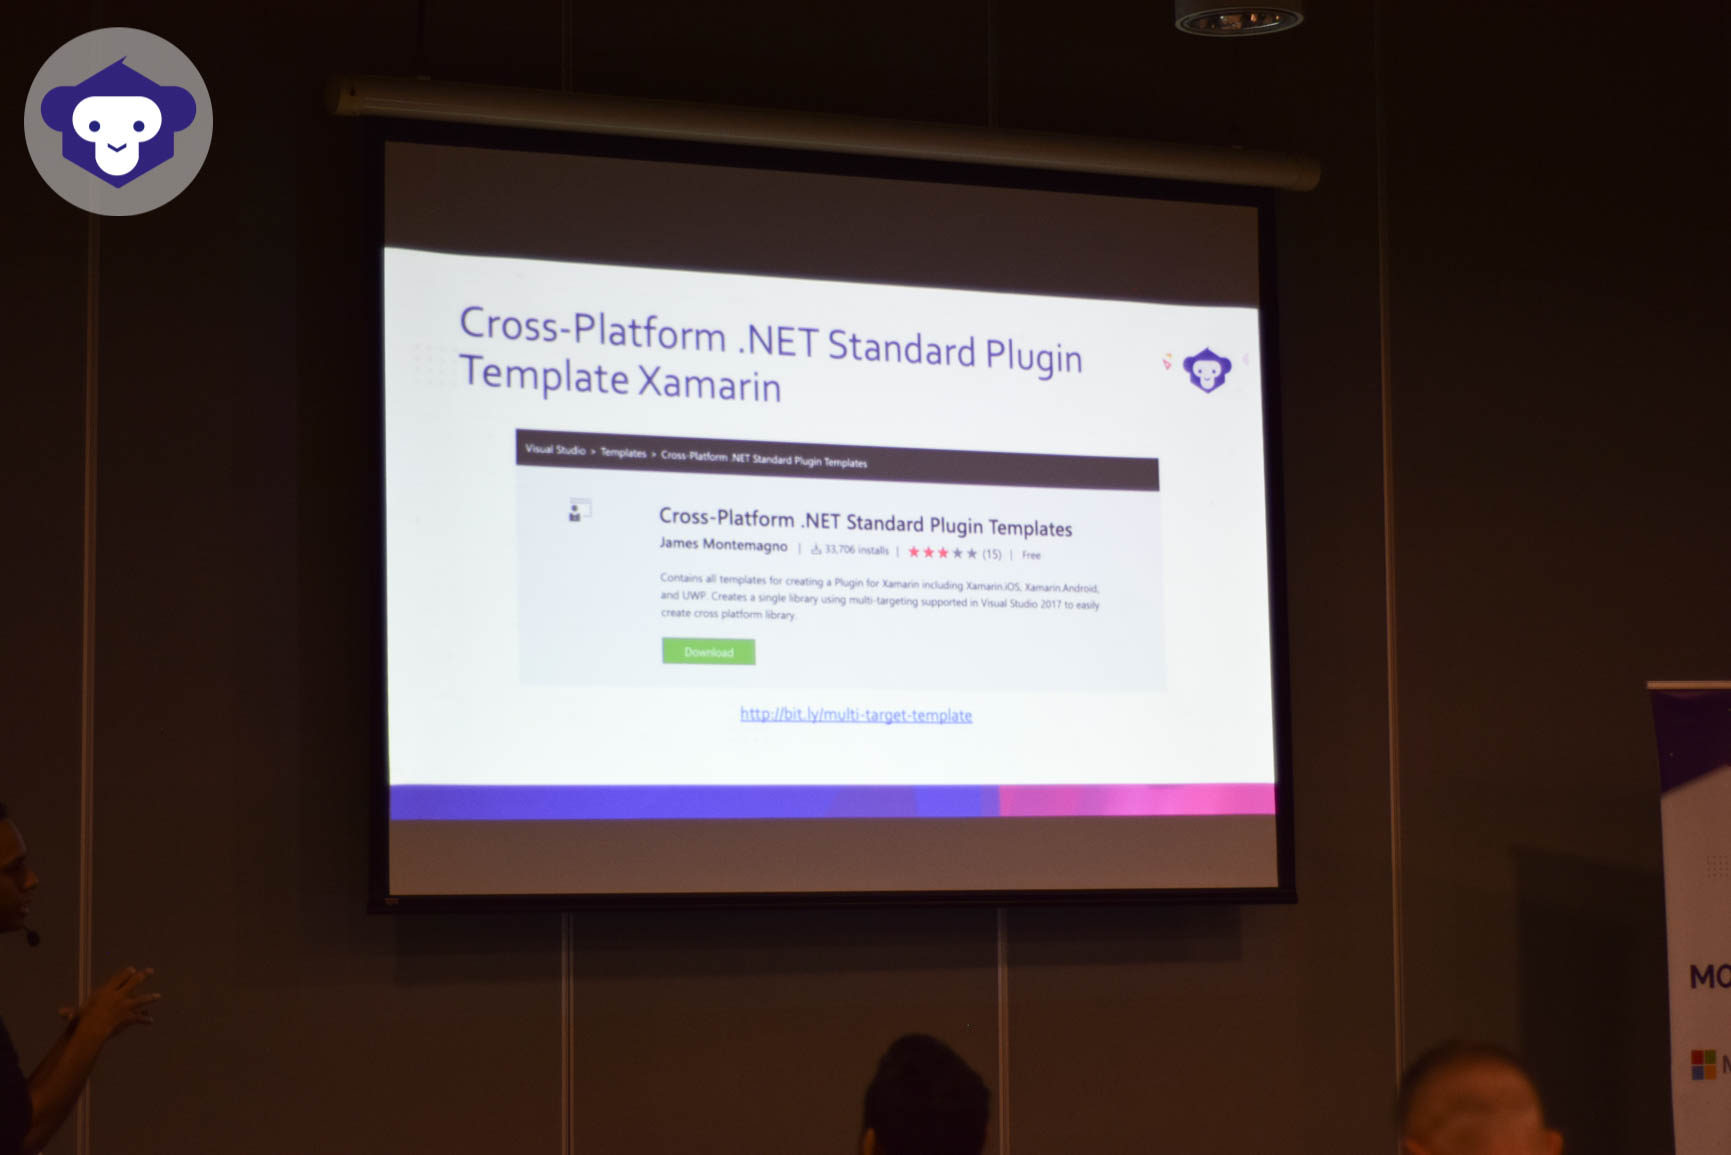 Cross-Platform .NET Standard Plugin
Template Xamarin
Visual Studio > Templates > Cross-Platform .NET Standard Plugin Templates
Cross-Platform .NET Standard Plugin Templates
James Montemagno | 33,706 installs | ★★★★★ (15) | Free
Contains all templates for creating a Plugin for Xamarin including Xamarin.iOS, Xamarin.Android,
and UWP. Creates a single library using multi-targeting supported in Visual Studio 2017 to easily
create cross platform library.
Download
http://bit.ly/multi-target-template
MO
M